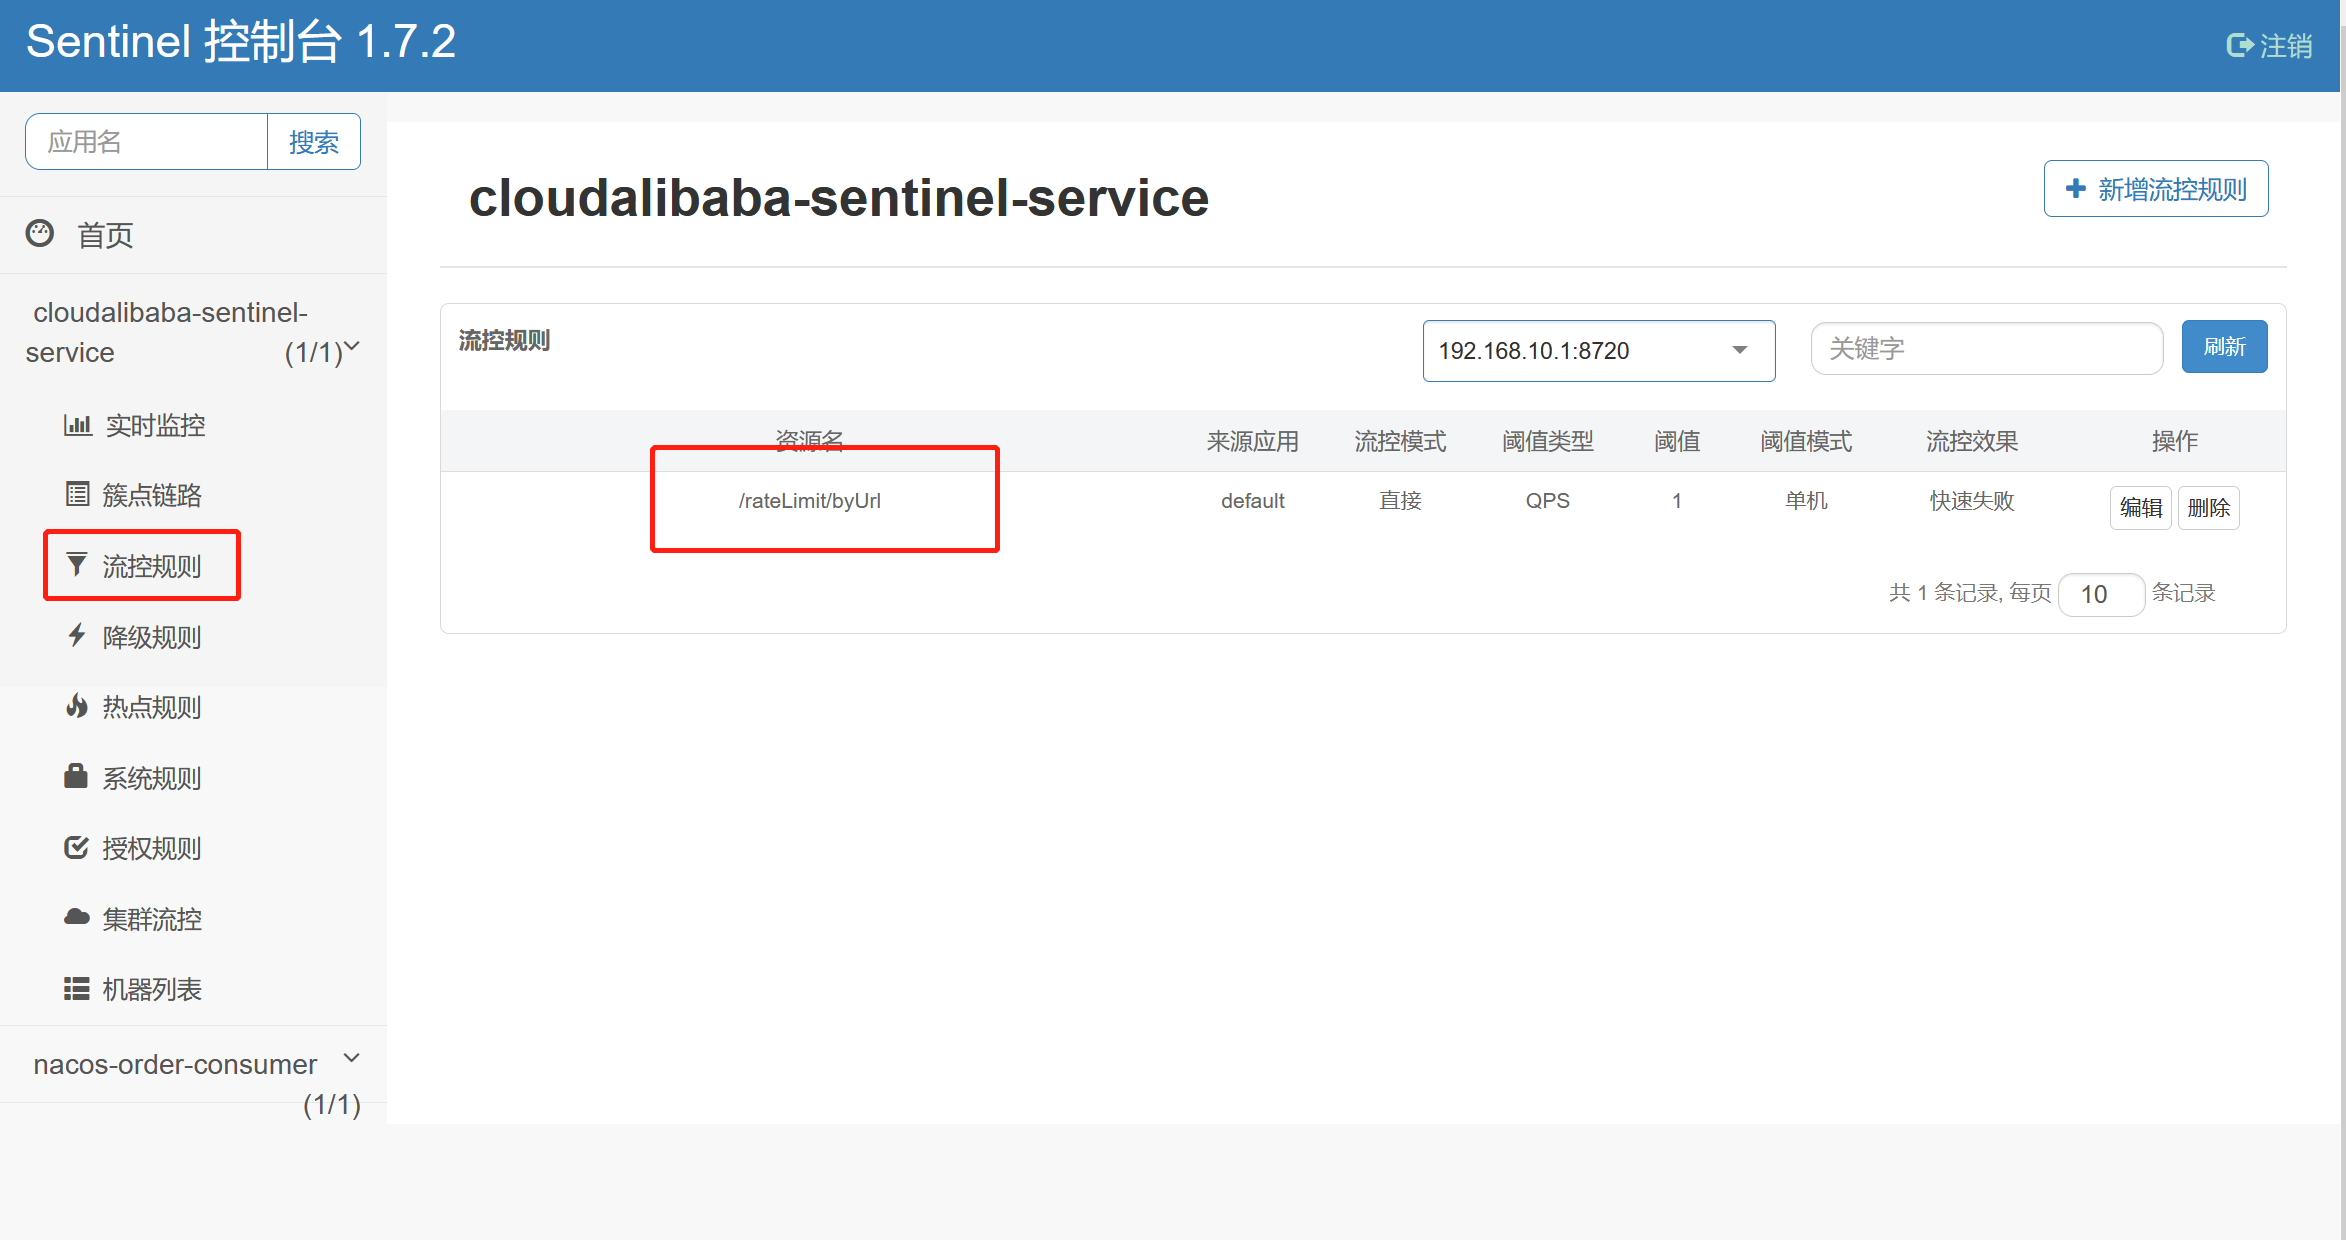 Sentinel 控制台 1.7.2
注销
应用名
搜索
首页
cloudalibaba-sentinel-
service (1/1)
实时监控
簇点链路
流控规则
降级规则
热点规则
系统规则
授权规则
集群流控
机器列表
nacos-order-consumer
(1/1)
cloudalibaba-sentinel-service
新增流控规则
流控规则 192.168.10.1:8720 关键字 刷新
资源名 来源应用 流控模式 阈值类型 阈值 阈值模式 流控效果 操作
/rateLimit/byUrl default 直接 QPS 1 单机 快速失败 编辑 删除
共 1 条记录, 每页 10 条记录